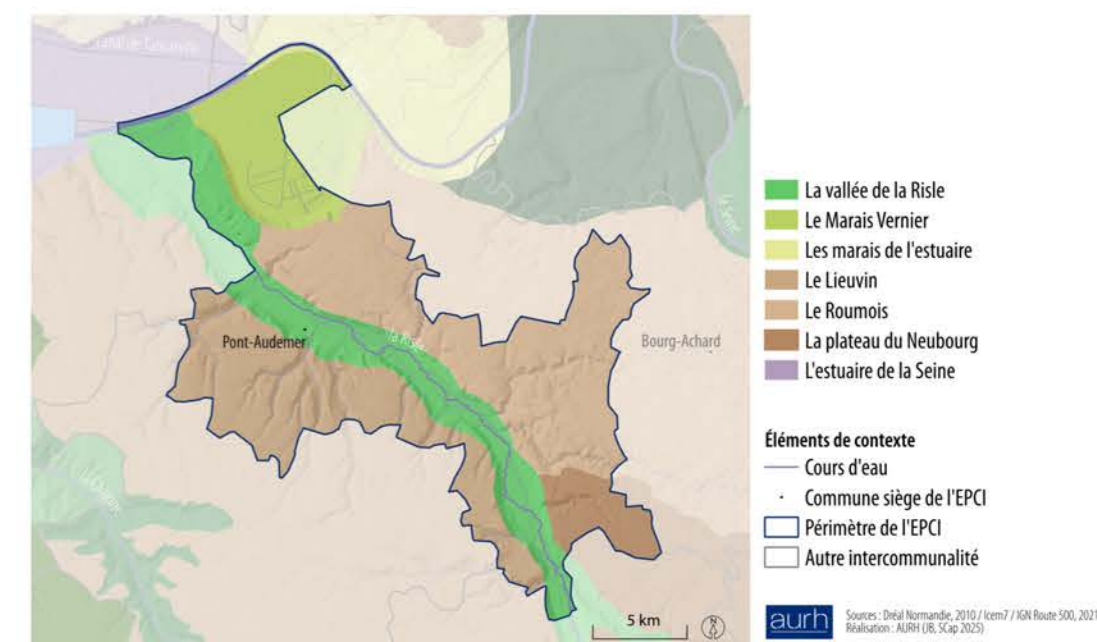 Canal de Tancarville
la Seine
Pont-Audemer
la Risle
Bourg-Achard
5 km
N
La vallée de la Risle
Le Marais Vernier
Les marais de l'estuaire
Le Lieuvin
Le Roumois
La plateau du Neubourg
L'estuaire de la Seine
Éléments de contexte
Cours d'eau
Commune siège de l'EPCI
Périmètre de l'EPCI
Autre intercommunalité
aurh
Sources : Dréal Normandie, 2010 / Icem7 / IGN Route 500, 2021
Réalisation : AURH (JB, SCap 2025)